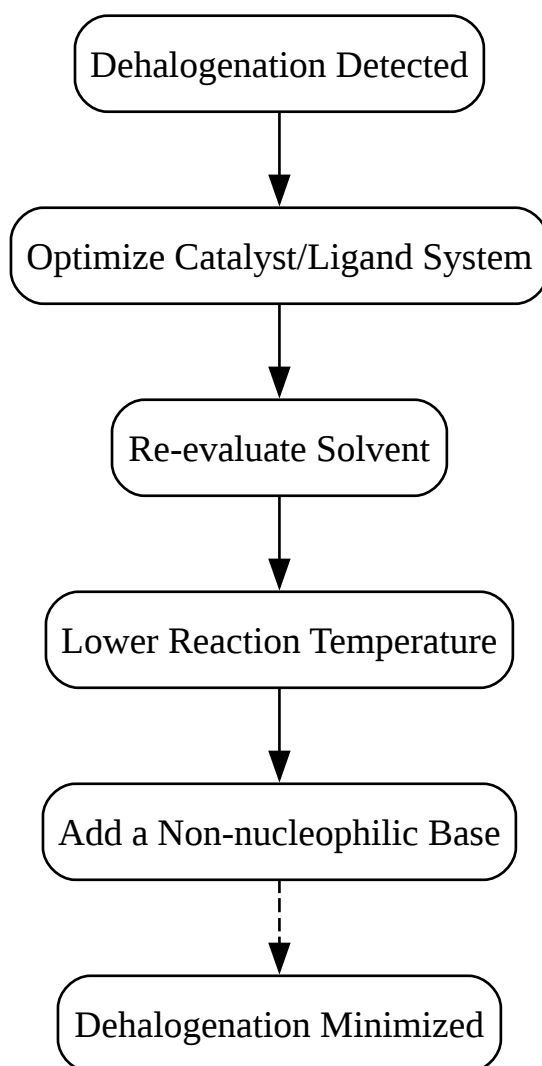 Dehalogenation Detected
Optimize Catalyst/Ligand System
Re-evaluate Solvent
Lower Reaction Temperature
Add a Non-nucleophilic Base
Dehalogenation Minimized